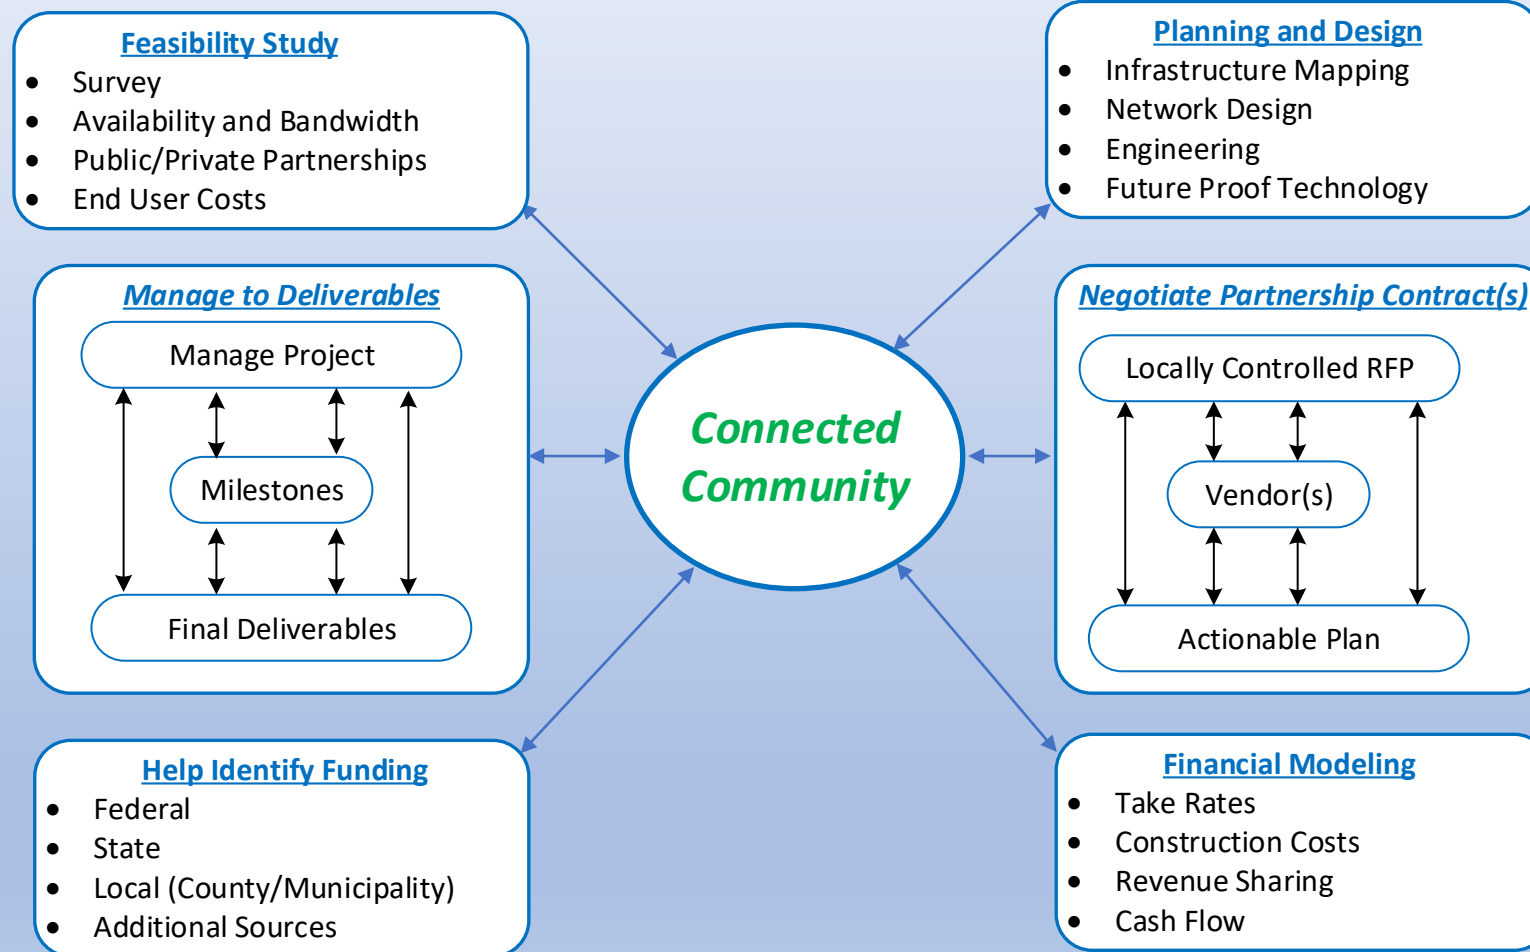 Feasibility Study
• Survey
• Availability and Bandwidth
• Public/Private Partnerships
• End User Costs
Planning and Design
• Infrastructure Mapping
• Network Design
• Engineering
• Future Proof Technology
Manage to Deliverables
Manage Project
Milestones
Final Deliverables
Connected
Community
Negotiate Partnership Contract(s)
Locally Controlled RFP
Vendor(s)
Actionable Plan
Help Identify Funding
• Federal
• State
• Local (County/Municipality)
• Additional Sources
Financial Modeling
• Take Rates
• Construction Costs
• Revenue Sharing
• Cash Flow